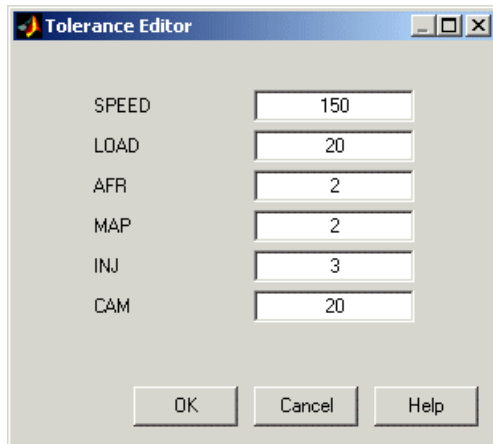 Tolerance Editor
SPEED 150
LOAD 20
AFR 2
MAP 2
INJ 3
CAM 20
OK Cancel Help